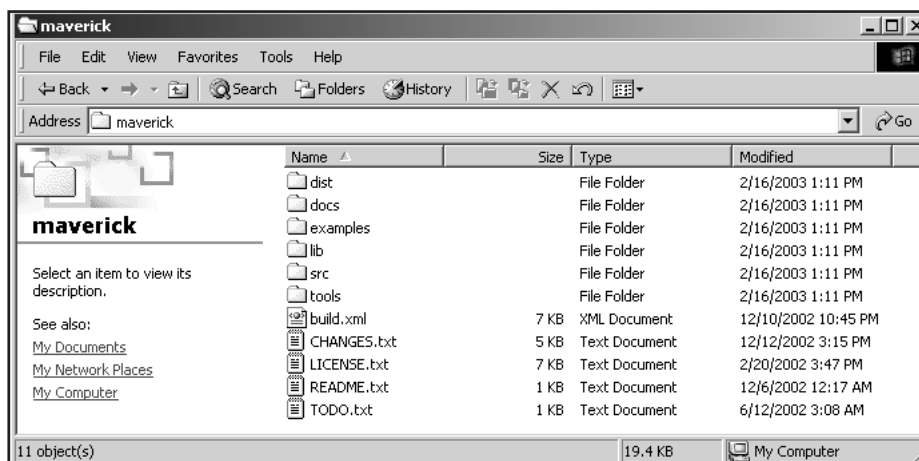 maverick
File Edit View Favorites Tools Help
Back Search Folders History
Address maverick Go
Name Size Type Modified
dist File Folder 2/16/2003 1:11 PM
docs File Folder 2/16/2003 1:11 PM
examples File Folder 2/16/2003 1:11 PM
lib File Folder 2/16/2003 1:11 PM
src File Folder 2/16/2003 1:11 PM
tools File Folder 2/16/2003 1:11 PM
build.xml 7 KB XML Document 12/10/2002 10:45 PM
CHANGES.txt 5 KB Text Document 12/12/2002 3:15 PM
LICENSE.txt 7 KB Text Document 2/20/2002 3:47 PM
README.txt 1 KB Text Document 12/6/2002 12:17 AM
TODO.txt 1 KB Text Document 6/12/2002 3:08 AM
maverick
Select an item to view its
description.
See also:
My Documents
My Network Places
My Computer
11 object(s) 19.4 KB My Computer